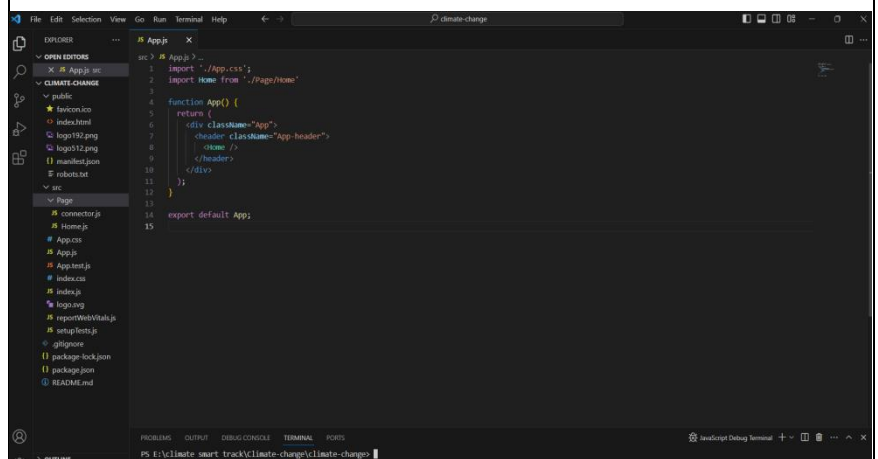 File Edit Selection View Go Run Terminal Help
climate-change
EXPLORER
OPEN EDITORS
JS App.js src
CLIMATE-CHANGE
public
favicon.ico
index.html
logo192.png
logo512.png
{} manifest.json
robots.txt
src
Page
JS connector.js
JS Home.js
# App.css
JS App.js
JS App.test.js
# index.css
JS index.js
logo.svg
JS reportWebVitals.js
JS setupTests.js
.gitignore
{} package-lock.json
{} package.json
README.md
JS App.js
src > JS App.js > ...
1 import './App.css';
2 import Home from './Page/Home'
3
4 function App() {
5 return (
6 <div className="App">
7 <header className="App-header">
8 <Home />
9 </header>
10 </div>
11 );
12 }
13
14 export default App;
15
PROBLEMS OUTPUT DEBUG CONSOLE TERMINAL PORTS
JavaScript Debug Terminal
PS E:\climate smart track\Climate-change\climate-change>